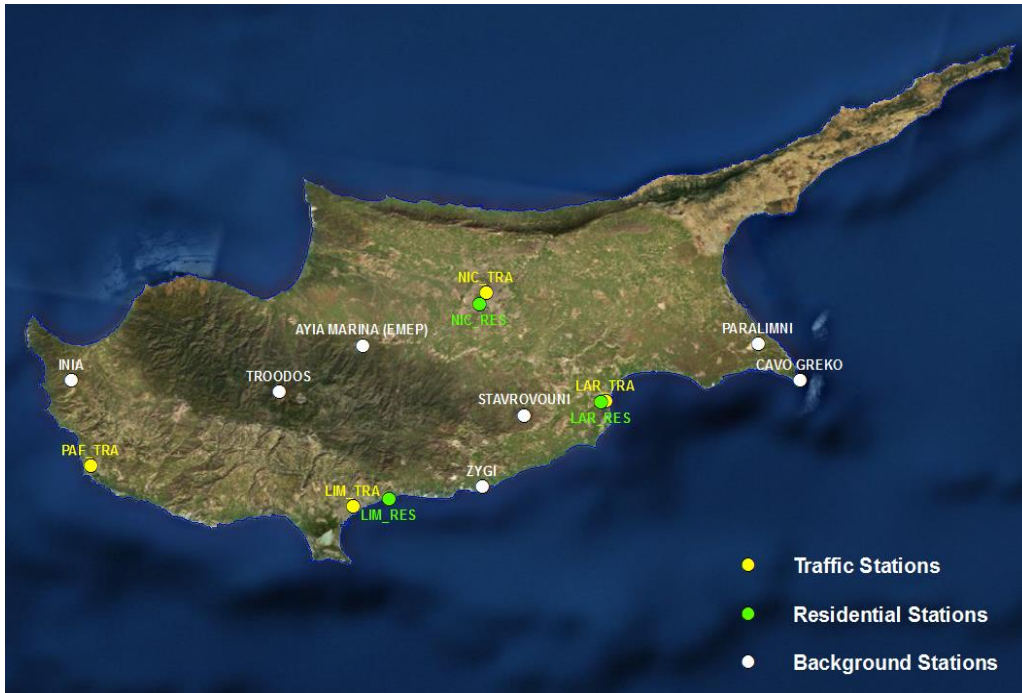 NIC_TRA
NIC_RES
AYIA MARINA (EMEP)
PARALIMNI
INIA
TROODOS
CAVO GREKO
STAVROVOUNI
LAR_TRA
LAR_RES
PAF_TRA
ZYGI
LIM_TRA
LIM_RES
Traffic Stations
Residential Stations
Background Stations